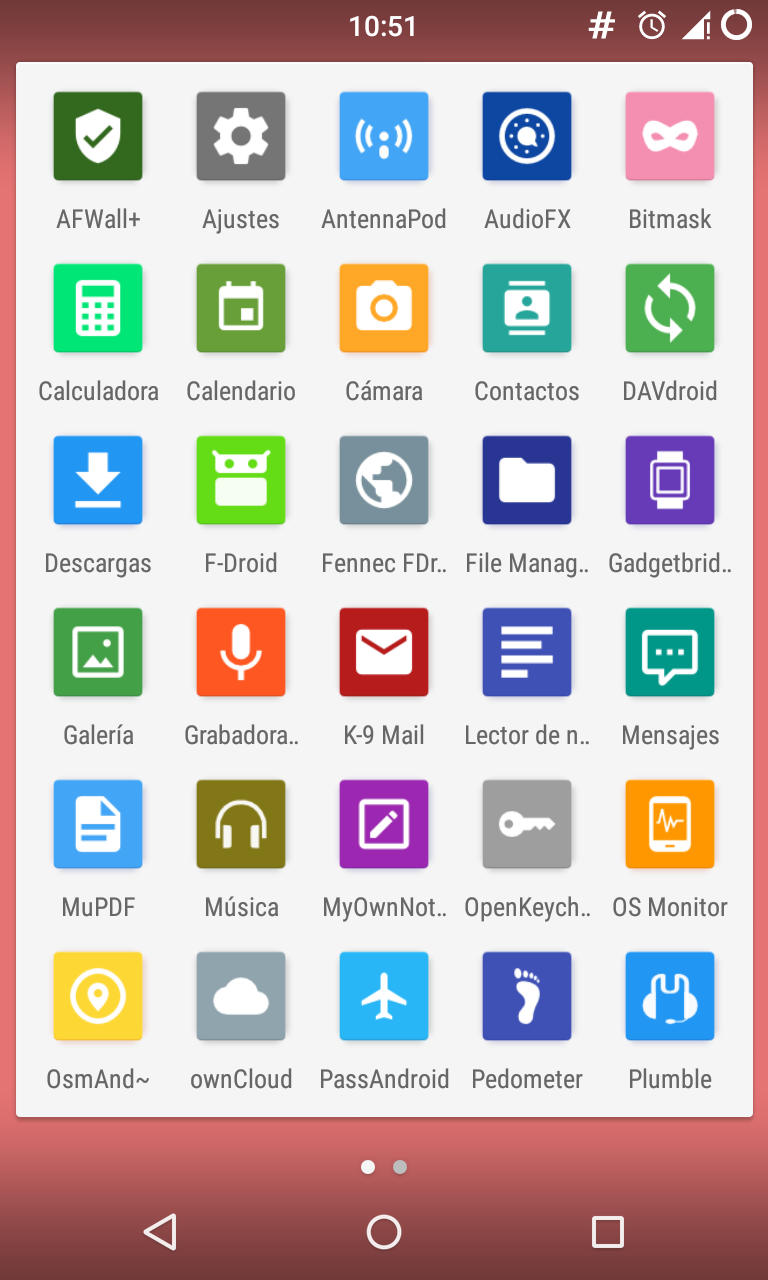 10:51
AFWall+ Ajustes AntennaPod AudioFX Bitmask
Calculadora Calendario Cámara Contactos DAVdroid
Descargas F-Droid Fennec FDr.. File Manag.. Gadgetbrid..
Galería Grabadora.. K-9 Mail Lector de n.. Mensajes
MuPDF Música MyOwnNot.. OpenKeych.. OS Monitor
OsmAnd~ ownCloud PassAndroid Pedometer Plumble